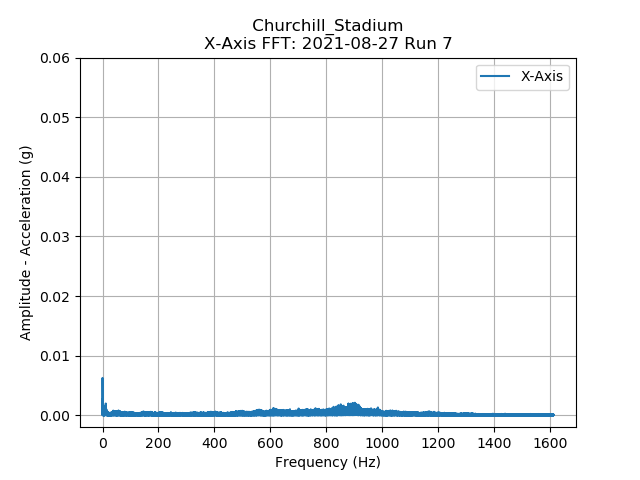 Churchill_Stadium
X-Axis FFT: 2021-08-27 Run 7
X-Axis
0.06
0.05
0.04
0.03
0.02
0.01
0.00
Amplitude - Acceleration (g)
0 200 400 600 800 1000 1200 1400 1600
Frequency (Hz)